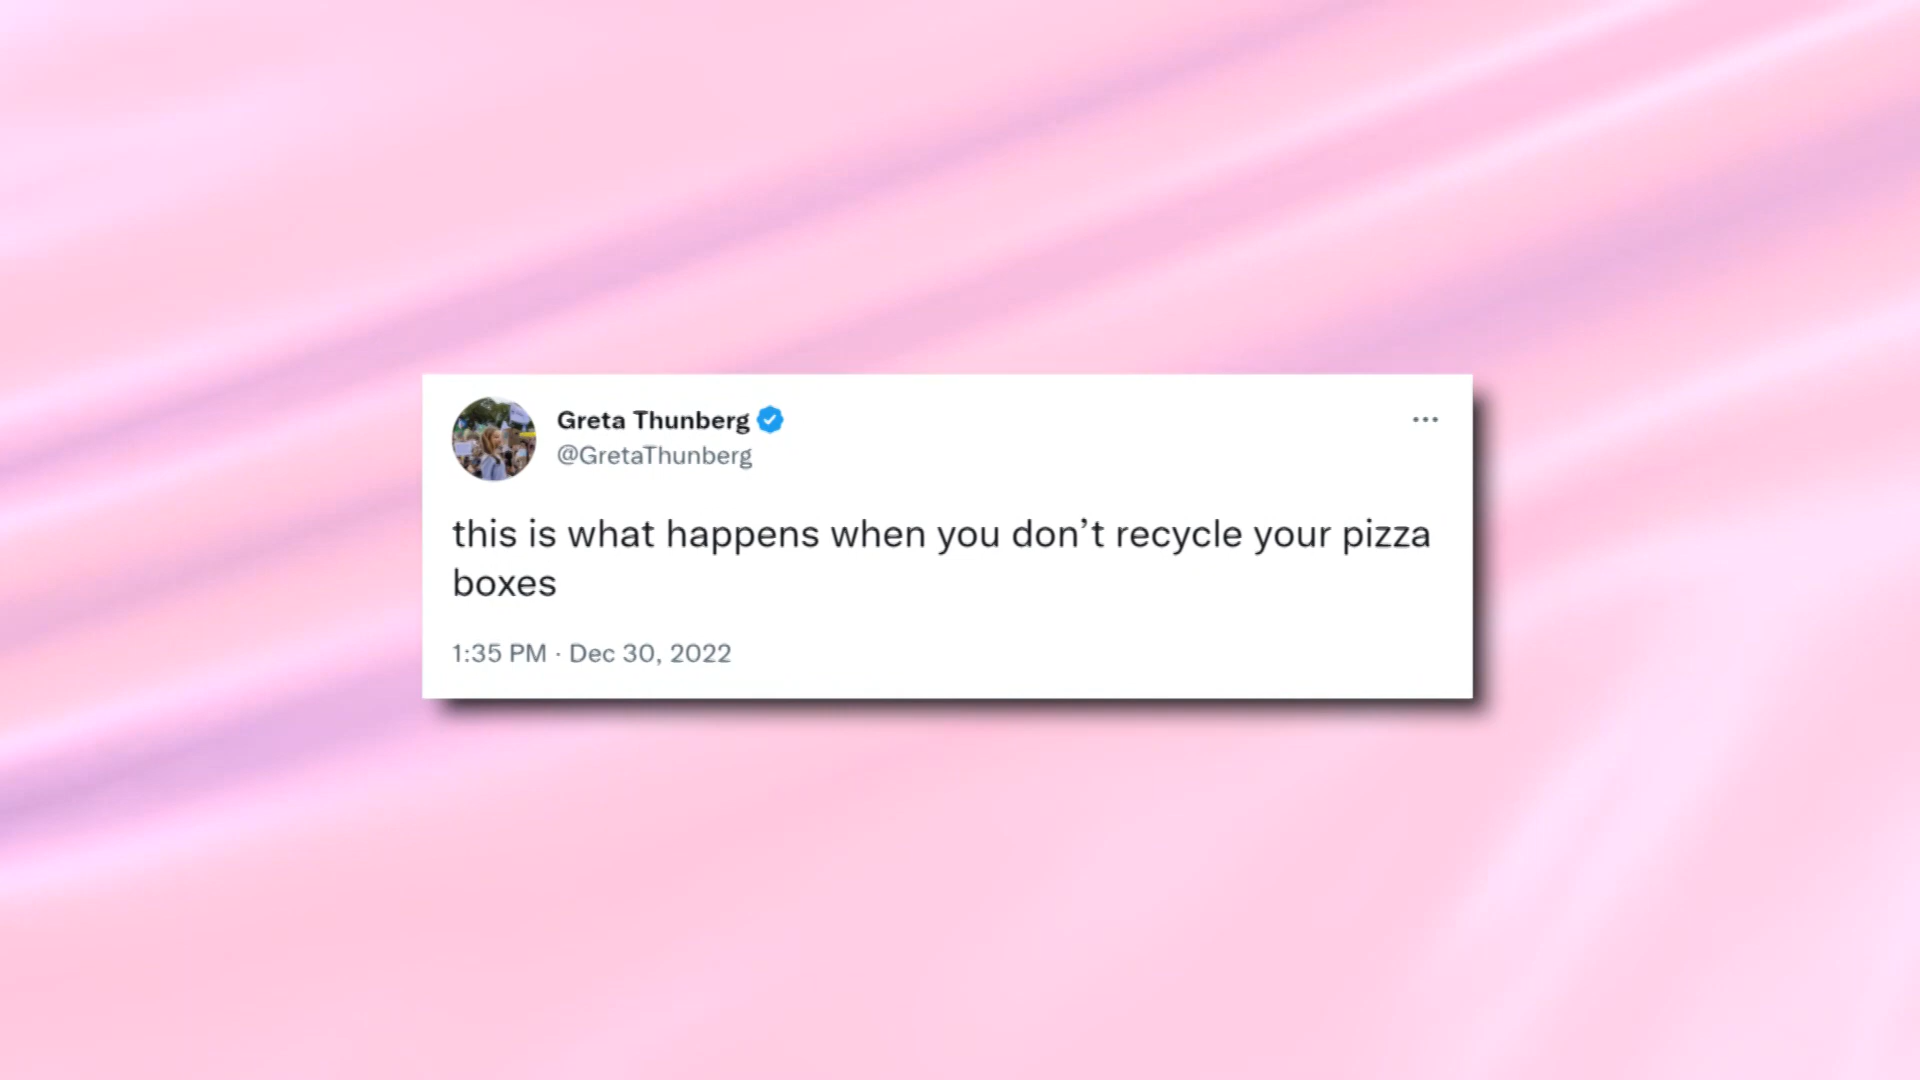 Greta Thunberg
@GretaThunberg
this is what happens when you don’t recycle your pizza
boxes
1:35 PM · Dec 30, 2022